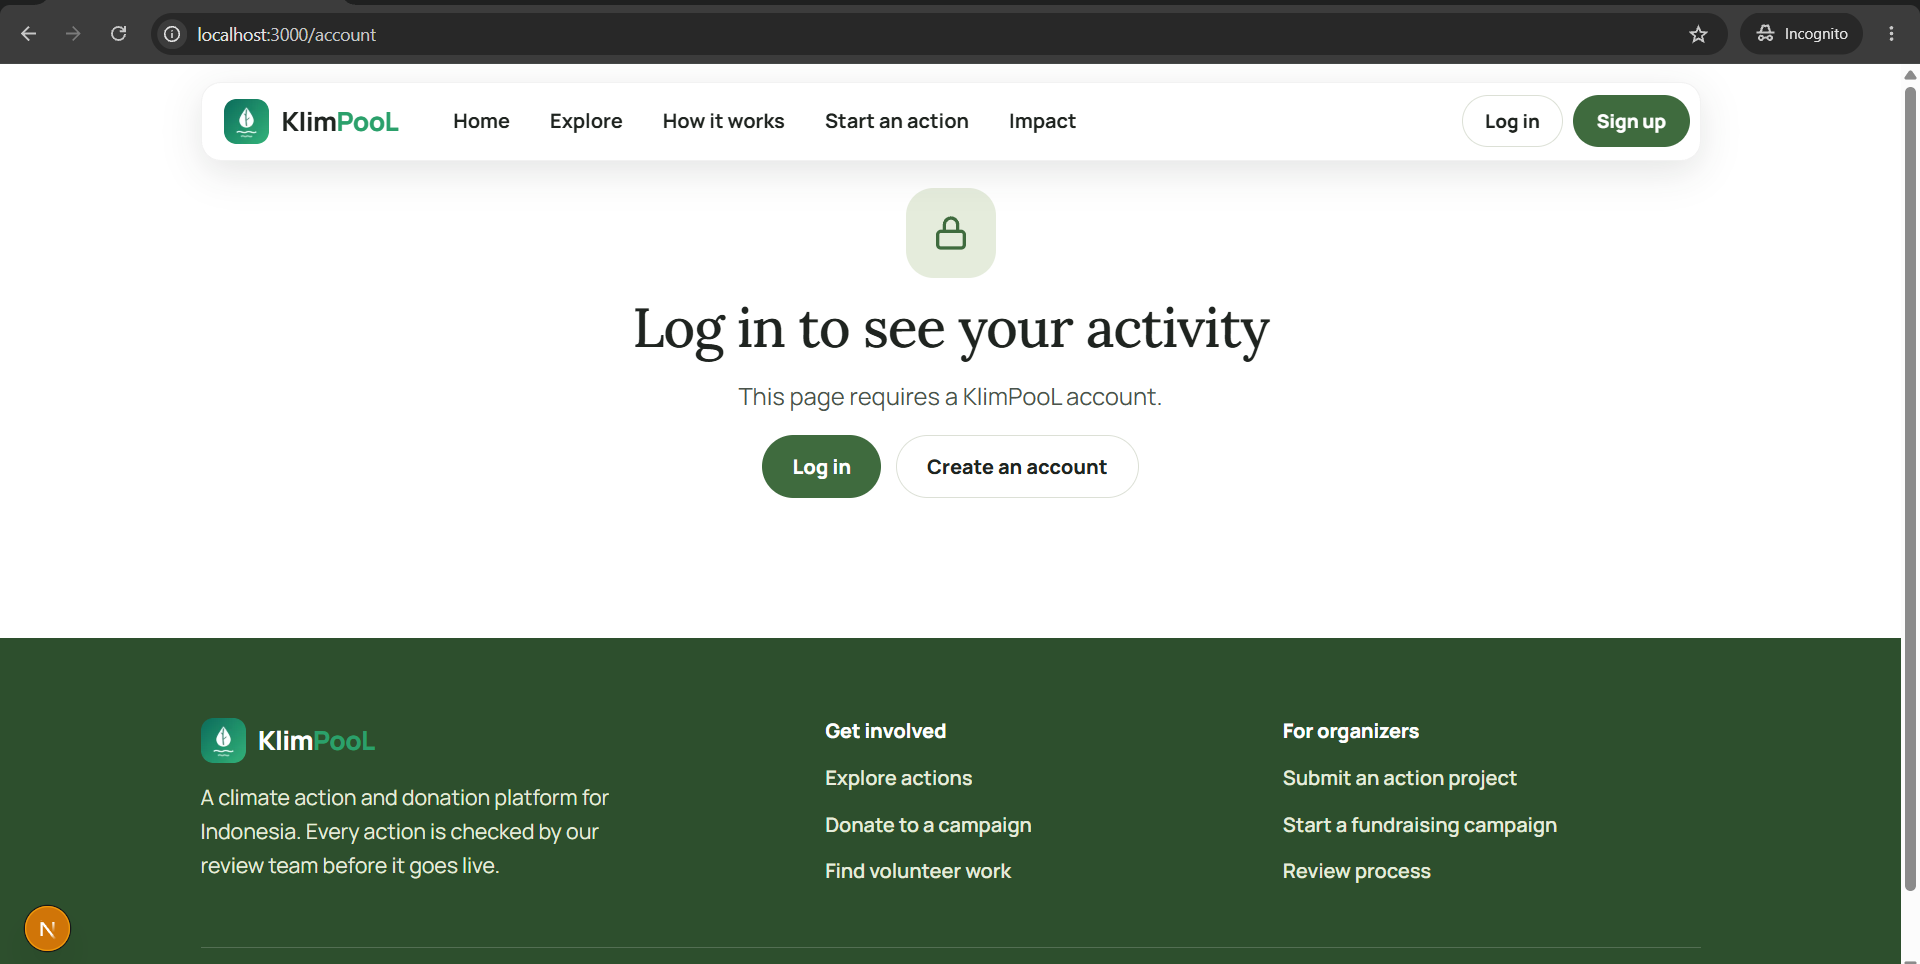 localhost:3000/account
Incognito
KlimPooL
Home
Explore
How it works
Start an action
Impact
Log in
Sign up
Log in to see your activity
This page requires a KlimPooL account.
Log in
Create an account
KlimPooL
A climate action and donation platform for
Indonesia. Every action is checked by our
review team before it goes live.
Get involved
Explore actions
Donate to a campaign
Find volunteer work
For organizers
Submit an action project
Start a fundraising campaign
Review process
N